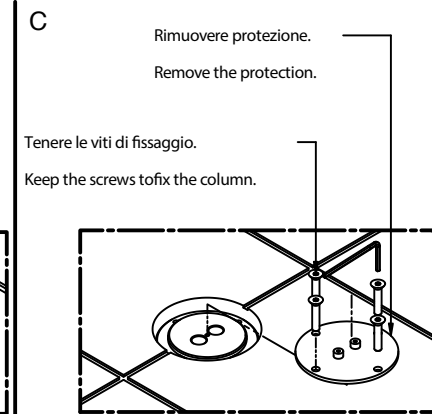 C
Rimuovere protezione.
Remove the protection.
Tenere le viti di fissaggio.
Keep the screws tofix the column.